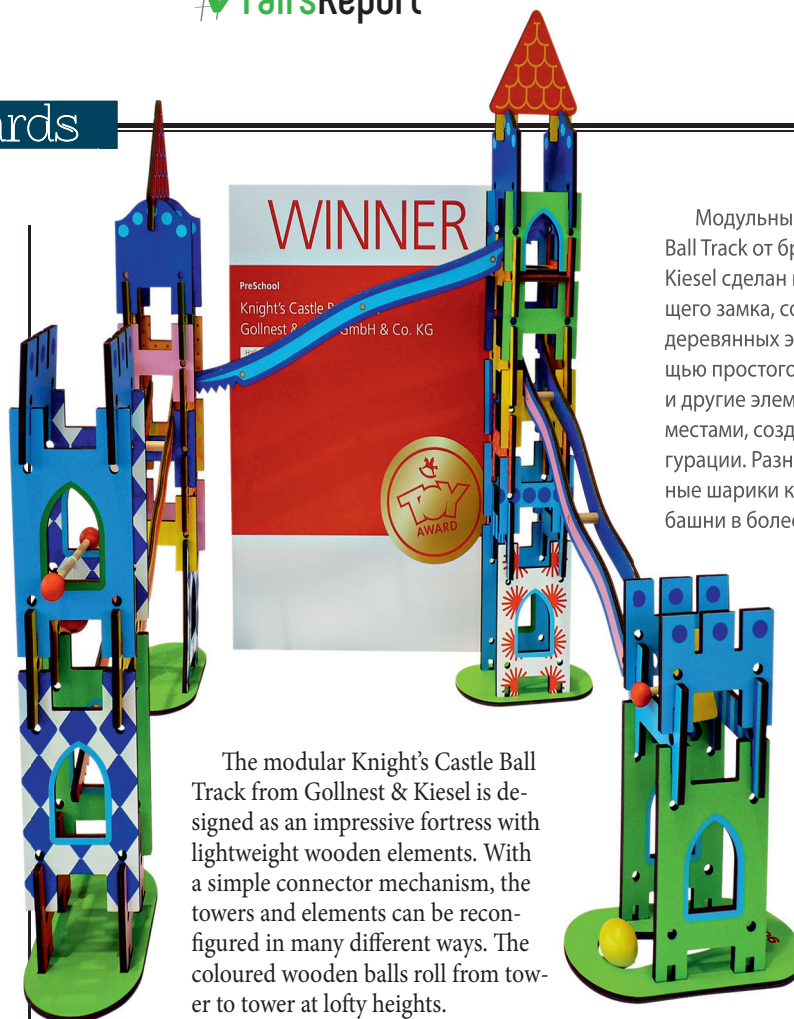 FairsReport
WINNER
PreSchool
Knight's Castle
Gollnest & GmbH & Co. KG
TOY
AWARD
Модульны
Ball Track от бр
Kiesel сделан
щего замка, со
деревянных э
щью простого
и другие элем
местами, созд
гурации. Разн
ные шарики к
башни в более
The modular Knight's Castle Ball
Track from Gollnest & Kiesel is de-
signed as an impressive fortress with
lightweight wooden elements. With
a simple connector mechanism, the
towers and elements can be recon-
figured in many different ways. The
coloured wooden balls roll from tow-
er to tower at lofty heights.